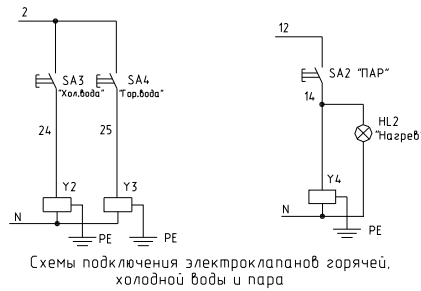 2
12
SA3
"Хол.вода"
SA4
"Гор.вода"
SA2 "ПАР"
14
HL2
"Нагрев"
24
25
Y2
Y3
Y4
N
N
PE
PE
PE
Схемы подключения электроклапанов горячей,
холодной воды и пара